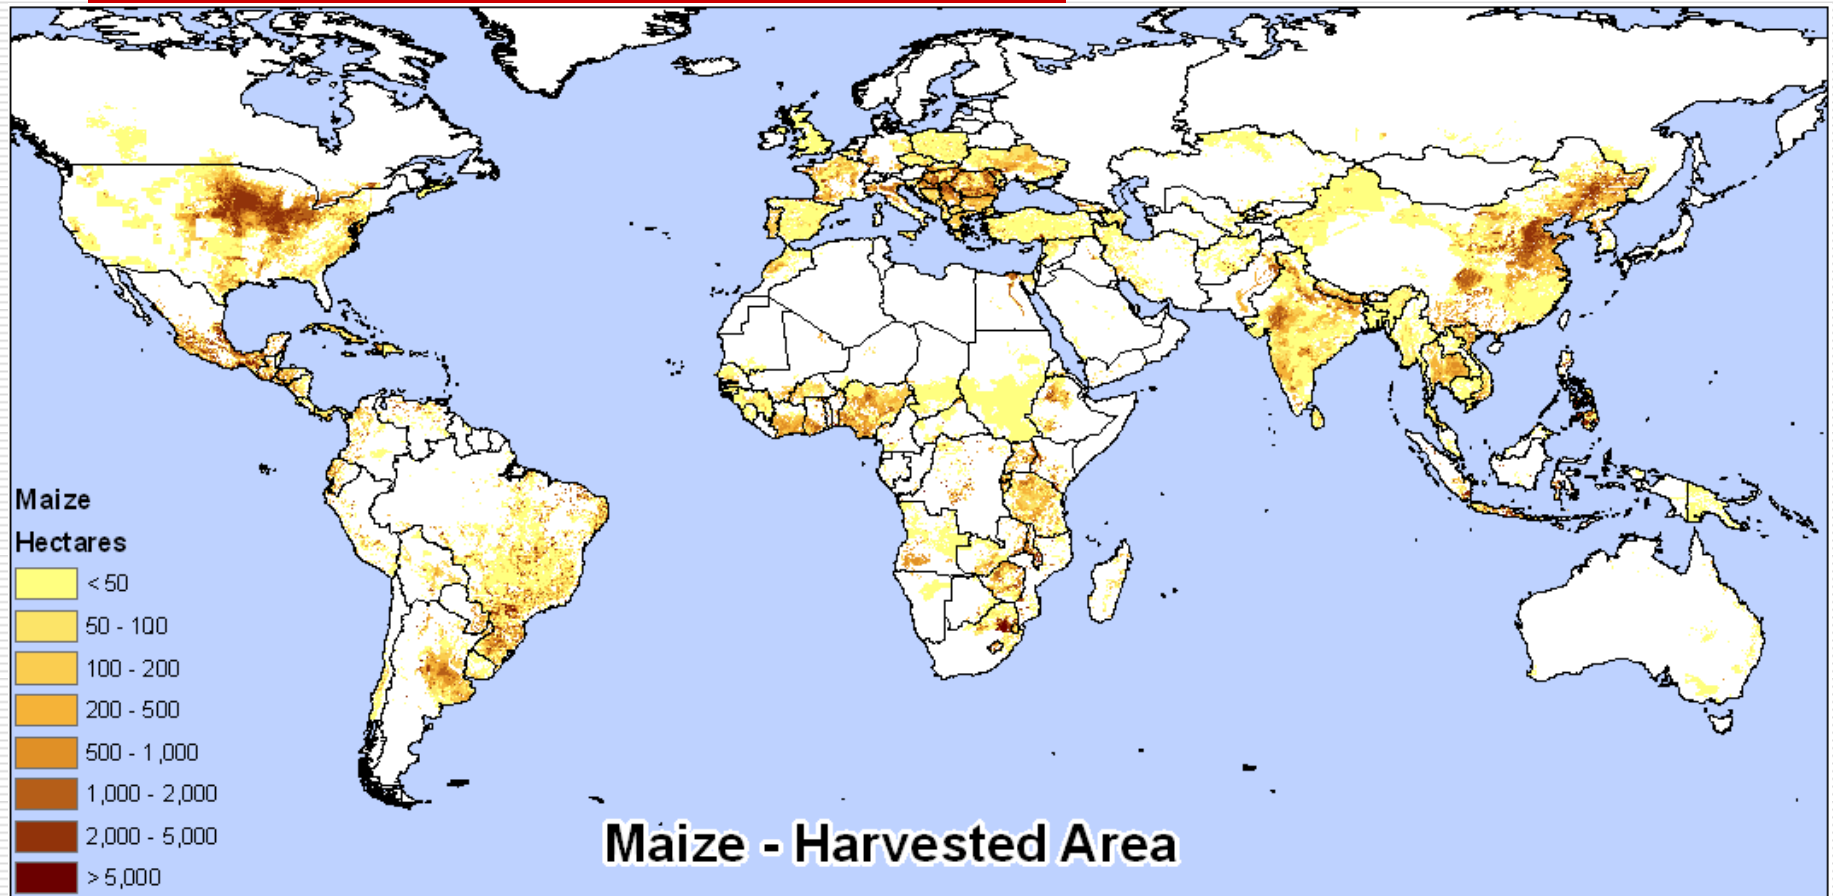 Maize
Hectares
< 50
50 - 100
100 - 200
200 - 500
500 - 1,000
1,000 - 2,000
2,000 - 5,000
> 5,000
Maize - Harvested Area